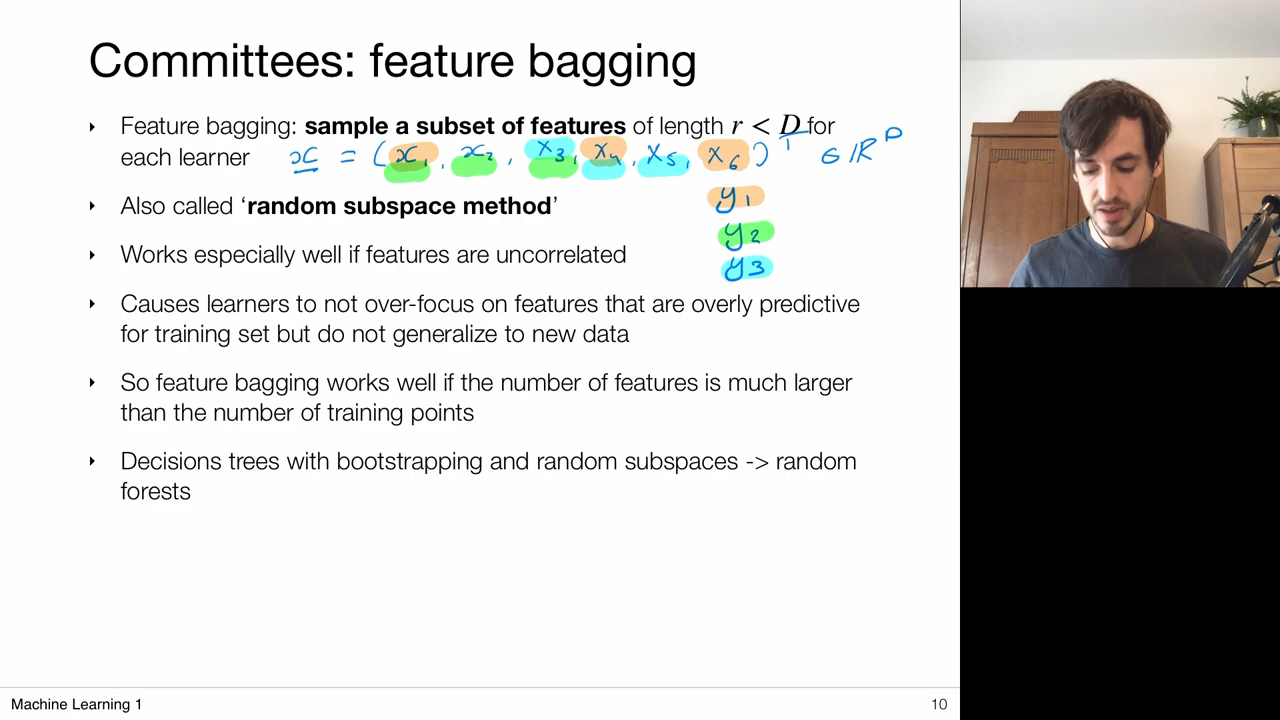 Committees: feature bagging
‣ Feature bagging: sample a subset of features of length r < D for
each learner x = (x₁, x₂, x₃, x₄, x₅, x₆)ᵀ ∈ ℝᴰ
y₁
‣ Also called ‘random subspace method’
y₂
‣ Works especially well if features are uncorrelated
y₃
‣ Causes learners to not over-focus on features that are overly predictive
for training set but do not generalize to new data
‣ So feature bagging works well if the number of features is much larger
than the number of training points
‣ Decisions trees with bootstrapping and random subspaces -> random
forests
Machine Learning 1
10